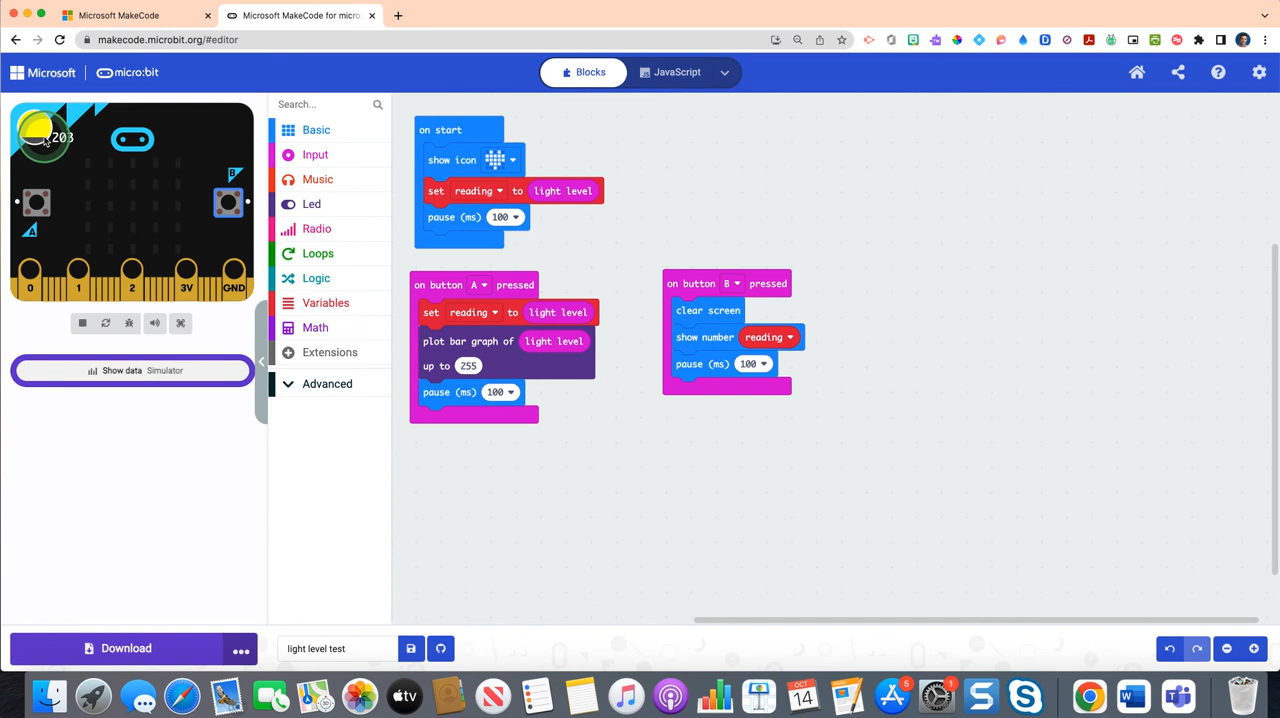 Microsoft MakeCode
Microsoft MakeCode for micro
makecode.microbit.org/#editor
Microsoft
micro:bit
Blocks
JavaScript
203
B
A
0 1 2 3V GND
Show data Simulator
Search...
Basic
Input
Music
Led
Radio
Loops
Logic
Variables
Math
Extensions
Advanced
on start
show icon
set reading to light level
pause (ms) 100
on button A pressed
set reading to light level
plot bar graph of light level
up to 255
pause (ms) 100
on button B pressed
clear screen
show number reading
pause (ms) 100
Download
light level test
OCT
14
5
1